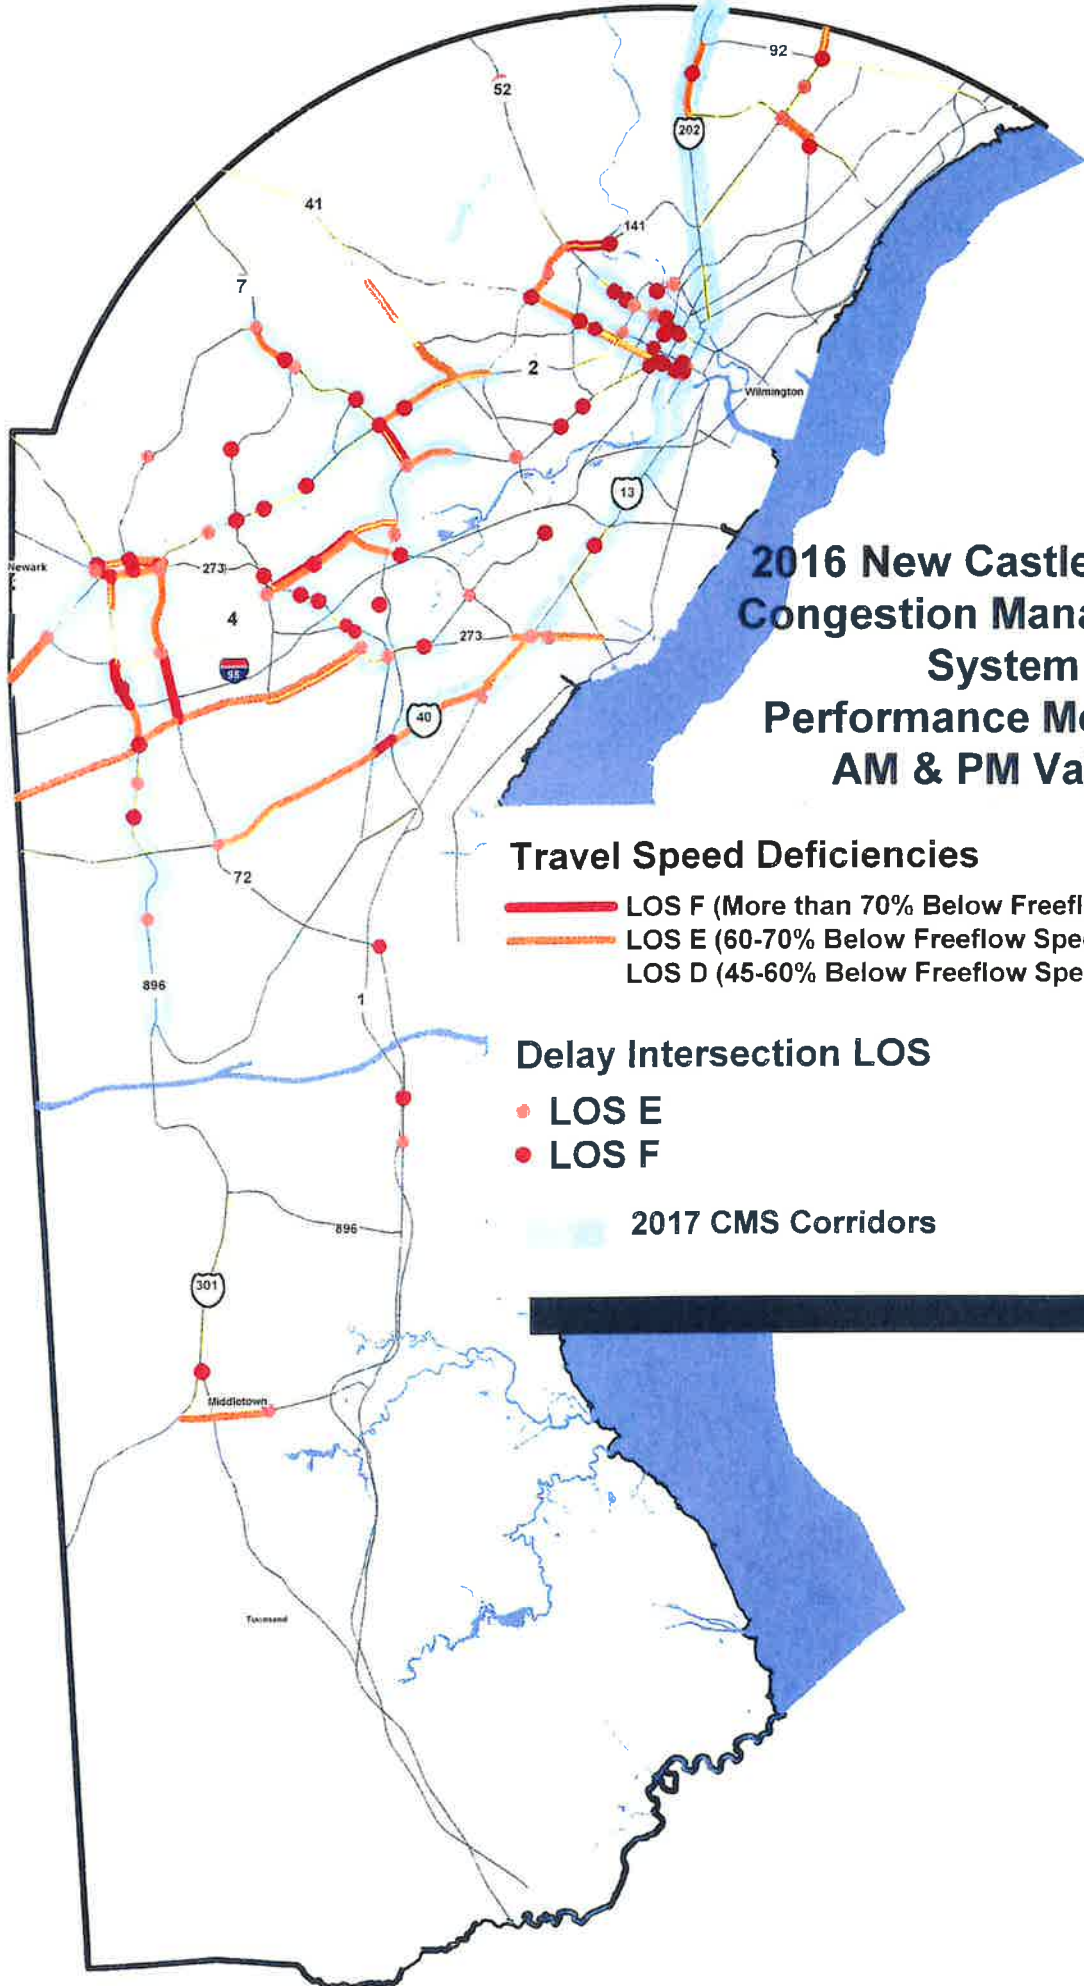 92
52
202
41
141
7
2
Wilmington
13
2016 New Castle
Congestion Mana
System
Performance Me
AM & PM Va
Newark
273
4
273
95
40
Travel Speed Deficiencies
LOS F (More than 70% Below Freefl
LOS E (60-70% Below Freeflow Spe
LOS D (45-60% Below Freeflow Spe
72
896
1
Delay Intersection LOS
LOS E
LOS F
2017 CMS Corridors
896
301
Middletown
Townsend